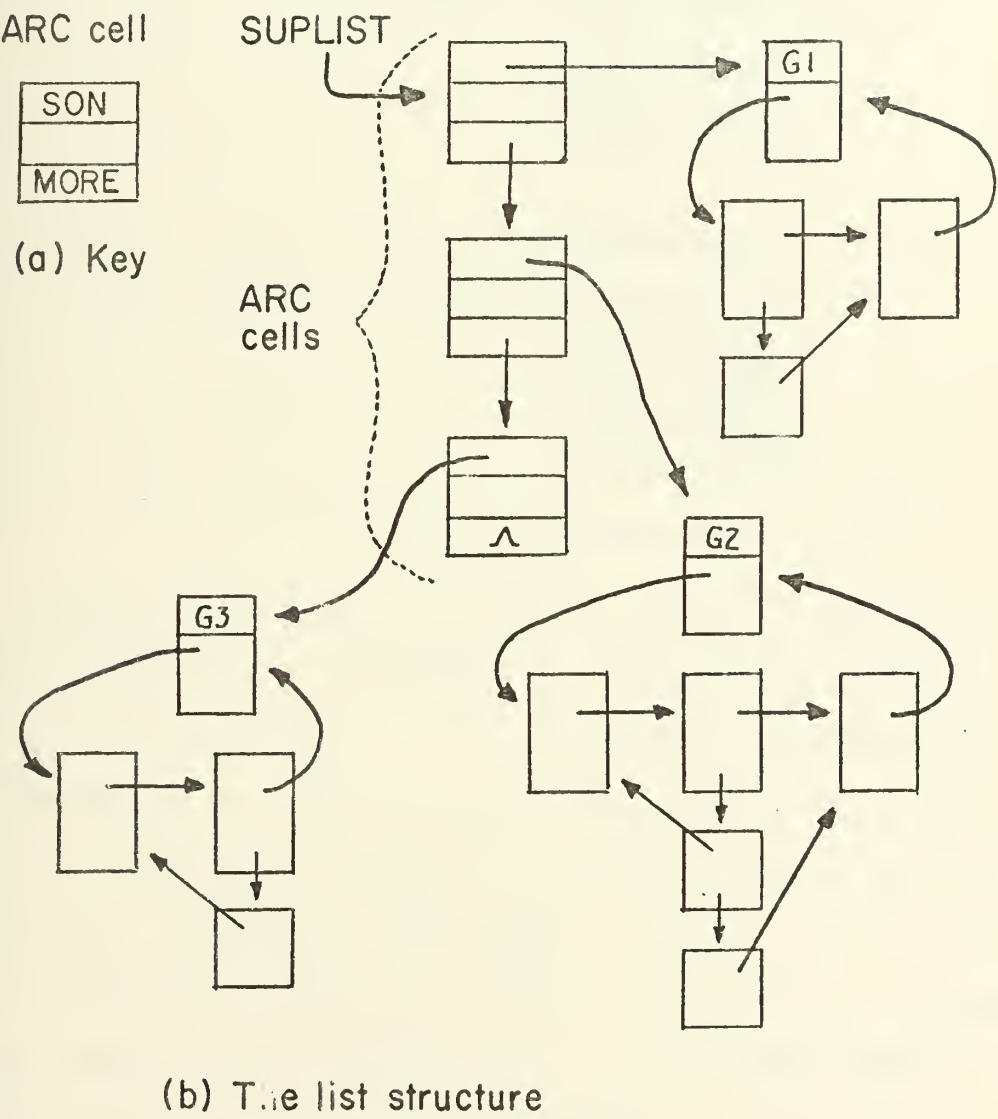 ARC cell
SUPLIST
SON
MORE
(a) Key
G1
ARC
cells
Λ
G2
G3
(b) The list structure